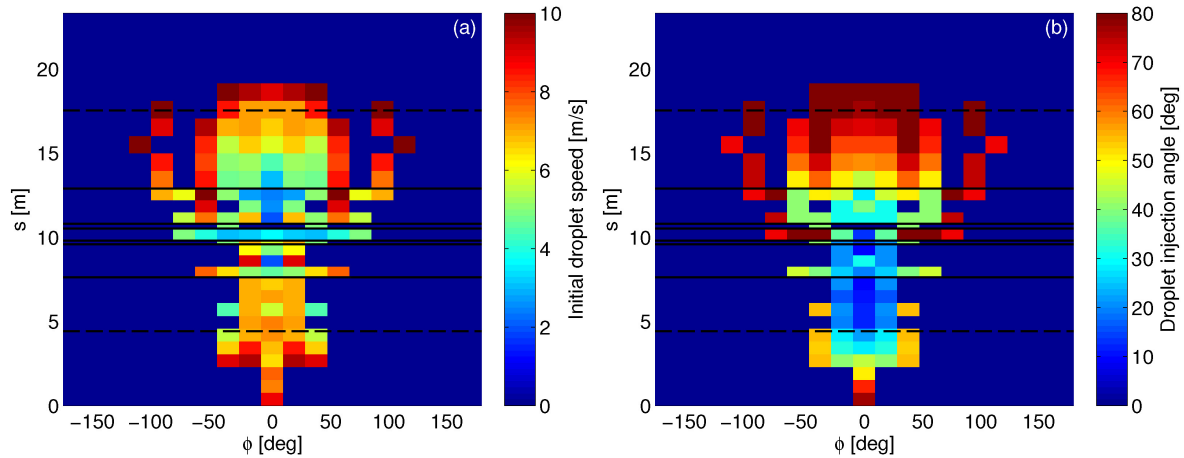 (a)
20
15
10
5
0
s [m]
−150 −100 −50 0 50 100 150
ϕ [deg]
10
8
6
4
2
0
Initial droplet speed [m/s]
(b)
20
15
10
5
0
s [m]
−150 −100 −50 0 50 100 150
ϕ [deg]
80
70
60
50
40
30
20
10
0
Droplet injection angle [deg]